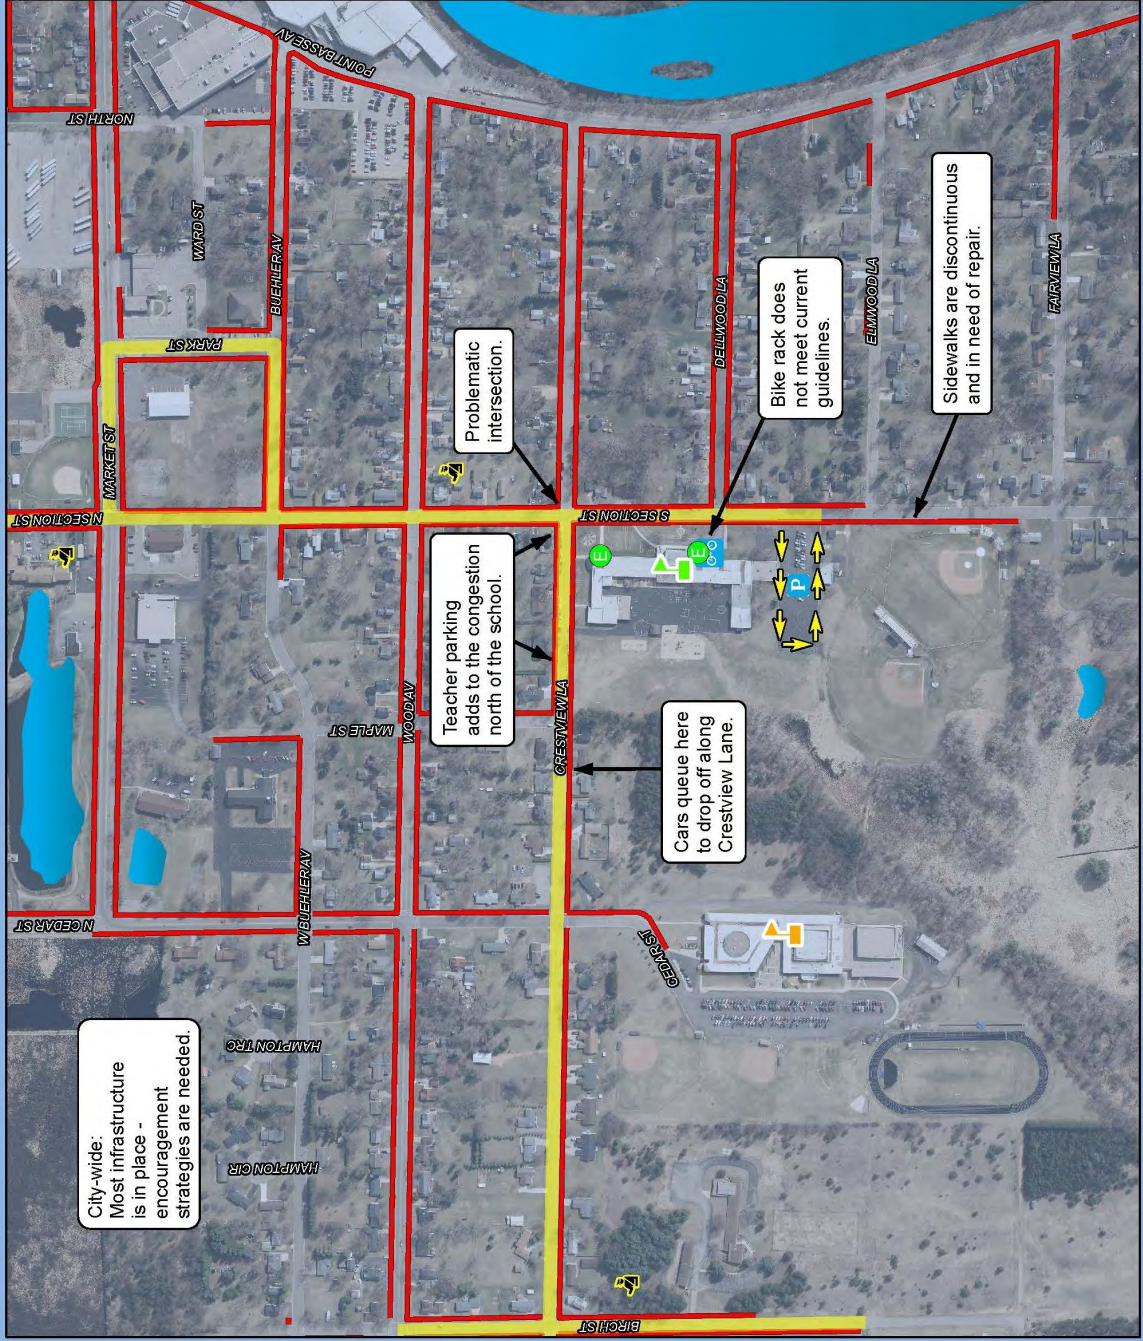 City-wide:
Most infrastructure
is in place -
encouragement
strategies are needed.
N CEDAR ST
HAMPTON TRC
HAMPTON CIR
W BUEHLER AV
MAPLE ST
WOOD AV
N SECTION ST
MARKET ST
PARK ST
WARD ST
NORTH ST
BUEHLER AV
POINT BASSE AV
Teacher parking
adds to the congestion
north of the school.
Problematic
intersection.
CRESTVIEW LA
S SECTION ST
BIRCH ST
CEDAR ST
Cars queue here
to drop off along
Crestview Lane.
E
E
P
DELLWOOD LA
Bike rack does
not meet current
guidelines.
ELMWOOD LA
Sidewalks are discontinuous
and in need of repair.
FAIRVIEW LA